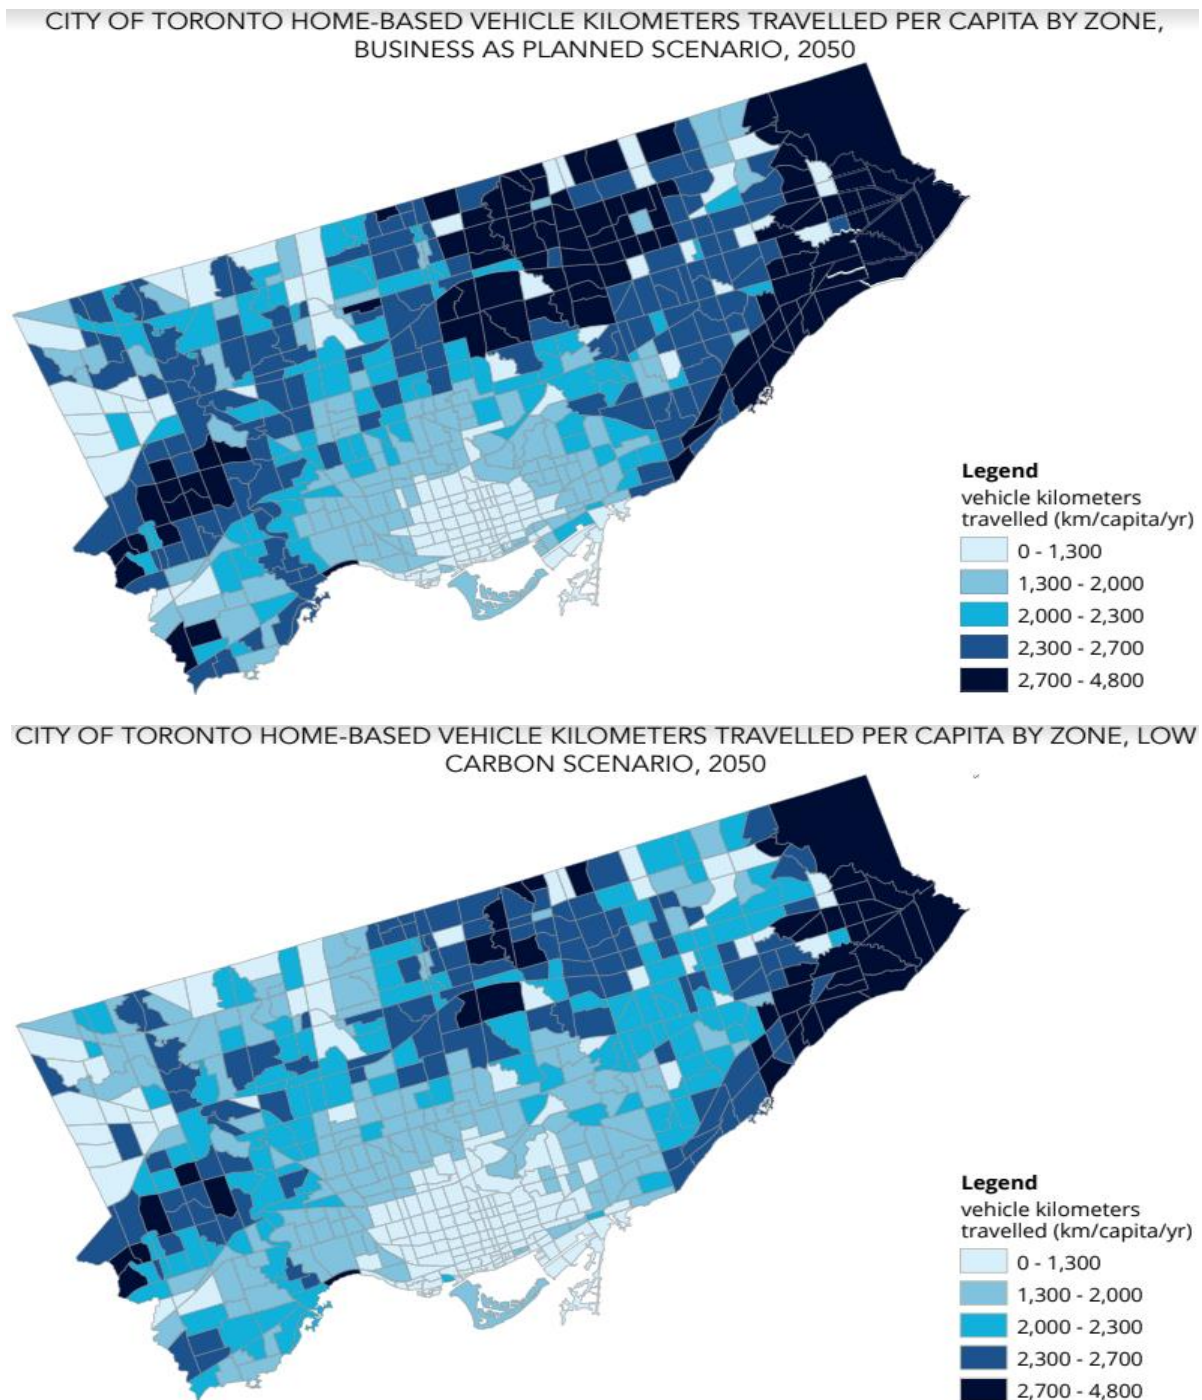 CITY OF TORONTO HOME-BASED VEHICLE KILOMETERS TRAVELLED PER CAPITA BY ZONE,
BUSINESS AS PLANNED SCENARIO, 2050
Legend
vehicle kilometers
travelled (km/capita/yr)
0 - 1,300
1,300 - 2,000
2,000 - 2,300
2,300 - 2,700
2,700 - 4,800
CITY OF TORONTO HOME-BASED VEHICLE KILOMETERS TRAVELLED PER CAPITA BY ZONE, LOW
CARBON SCENARIO, 2050
Legend
vehicle kilometers
travelled (km/capita/yr)
0 - 1,300
1,300 - 2,000
2,000 - 2,300
2,300 - 2,700
2,700 - 4,800